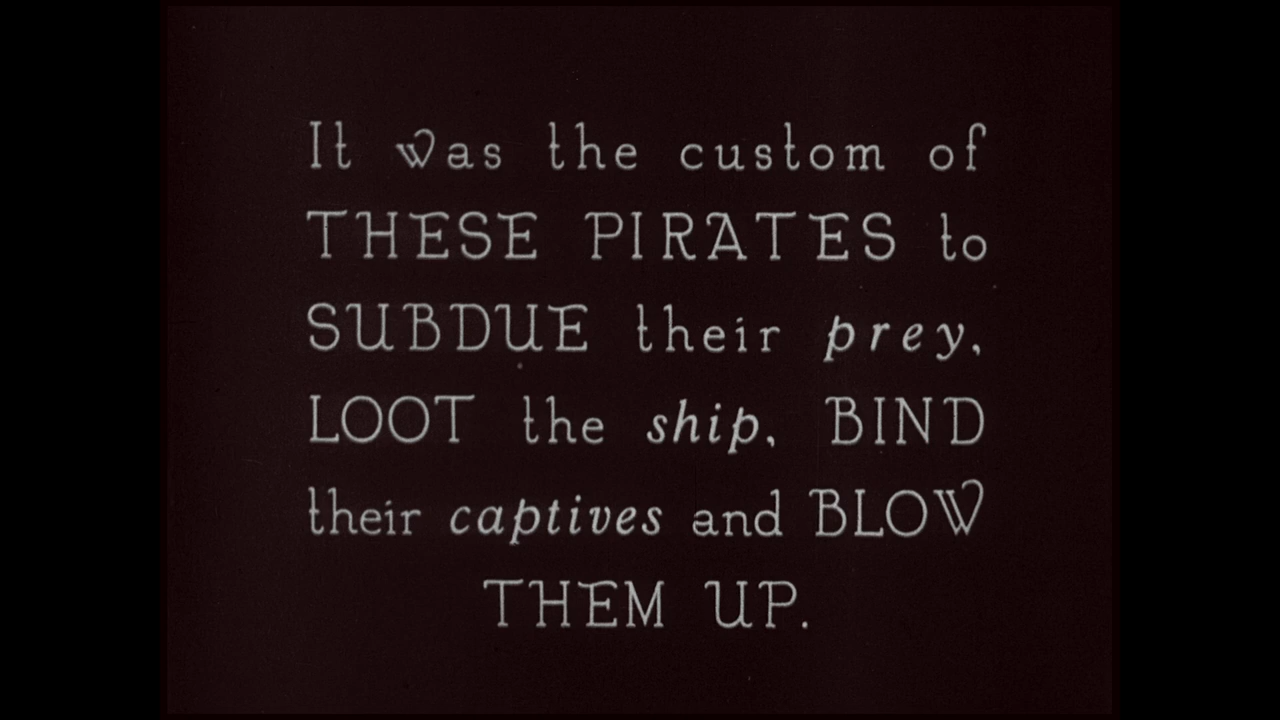 It was the custom of
THESE PIRATES to
SUBDUE their prey,
LOOT the ship, BIND
their captives and BLOW
THEM UP.